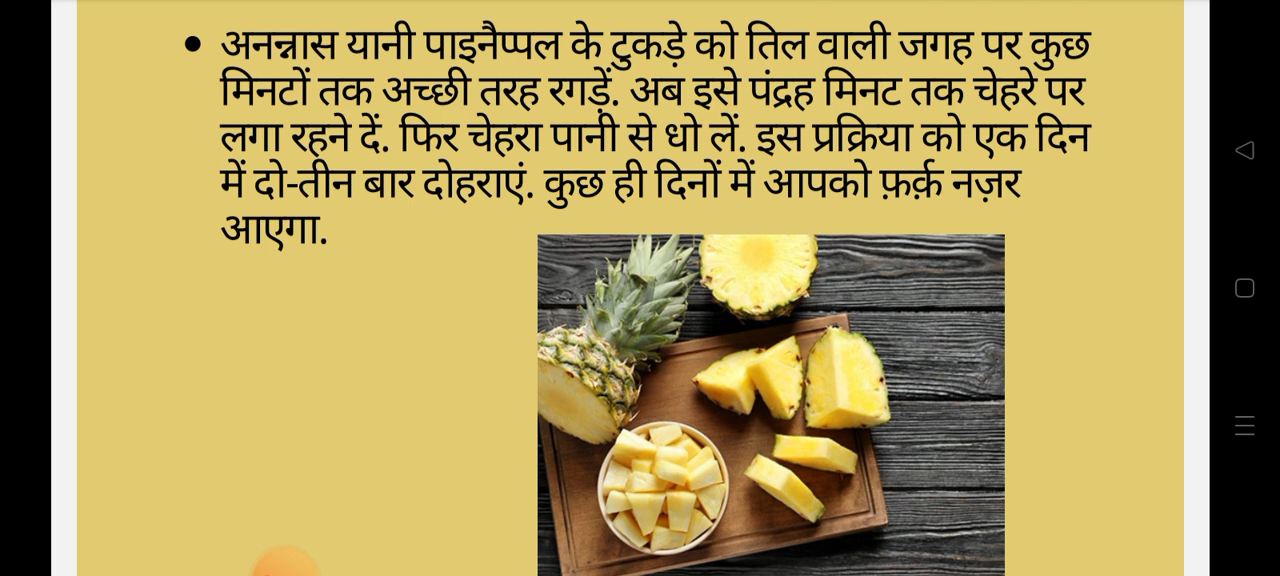 • अनन्नास यानी पाइनैप्पल के टुकड़े को तिल वाली जगह पर कुछ
मिनटों तक अच्छी तरह रगड़ें. अब इसे पंद्रह मिनट तक चेहरे पर
लगा रहने दें. फिर चेहरा पानी से धो लें. इस प्रक्रिया को एक दिन
में दो-तीन बार दोहराएं. कुछ ही दिनों में आपको फ़र्क़ नज़र
आएगा.